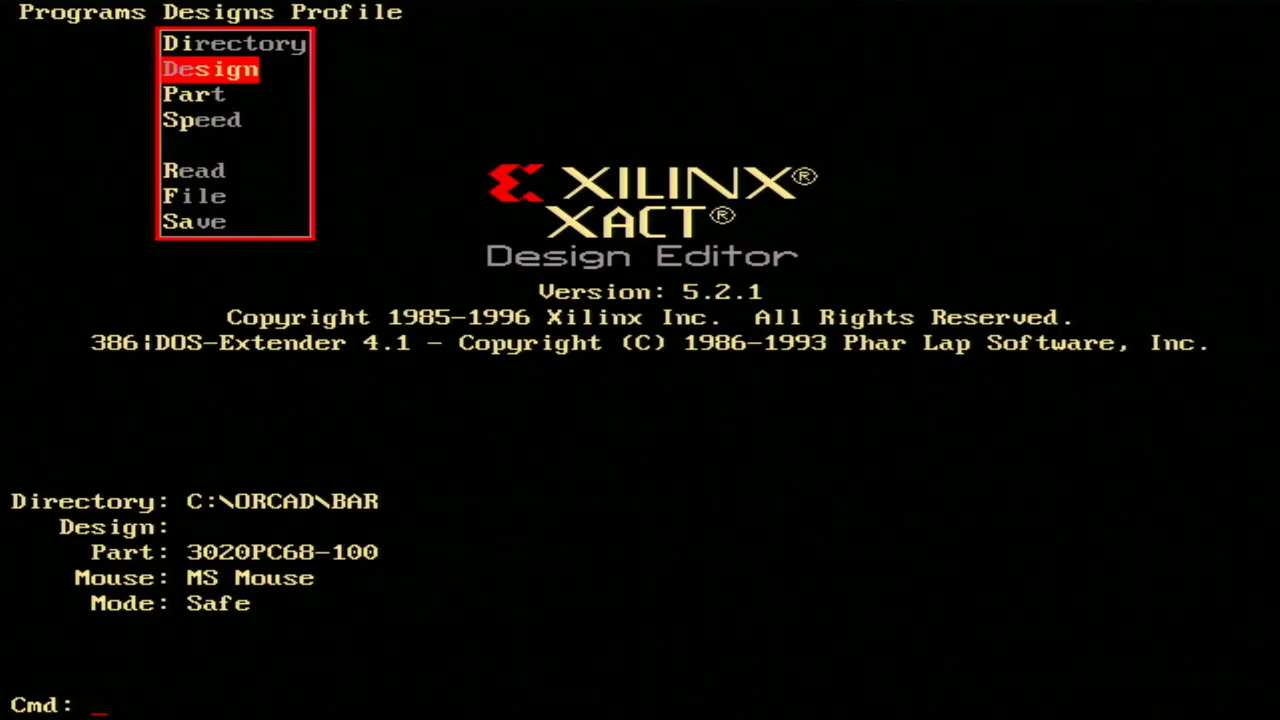 Programs Designs Profile
Directory
Design
Part
Speed
Read
File
Save
XILINX®
XACT®
Design Editor
Version: 5.2.1
Copyright 1985-1996 Xilinx Inc.  All Rights Reserved.
386|DOS-Extender 4.1 - Copyright (C) 1986-1993 Phar Lap Software, Inc.
Directory: C:\ORCAD\BAR
Design:
Part: 3020PC68-100
Mouse: MS Mouse
Mode: Safe
Cmd: _